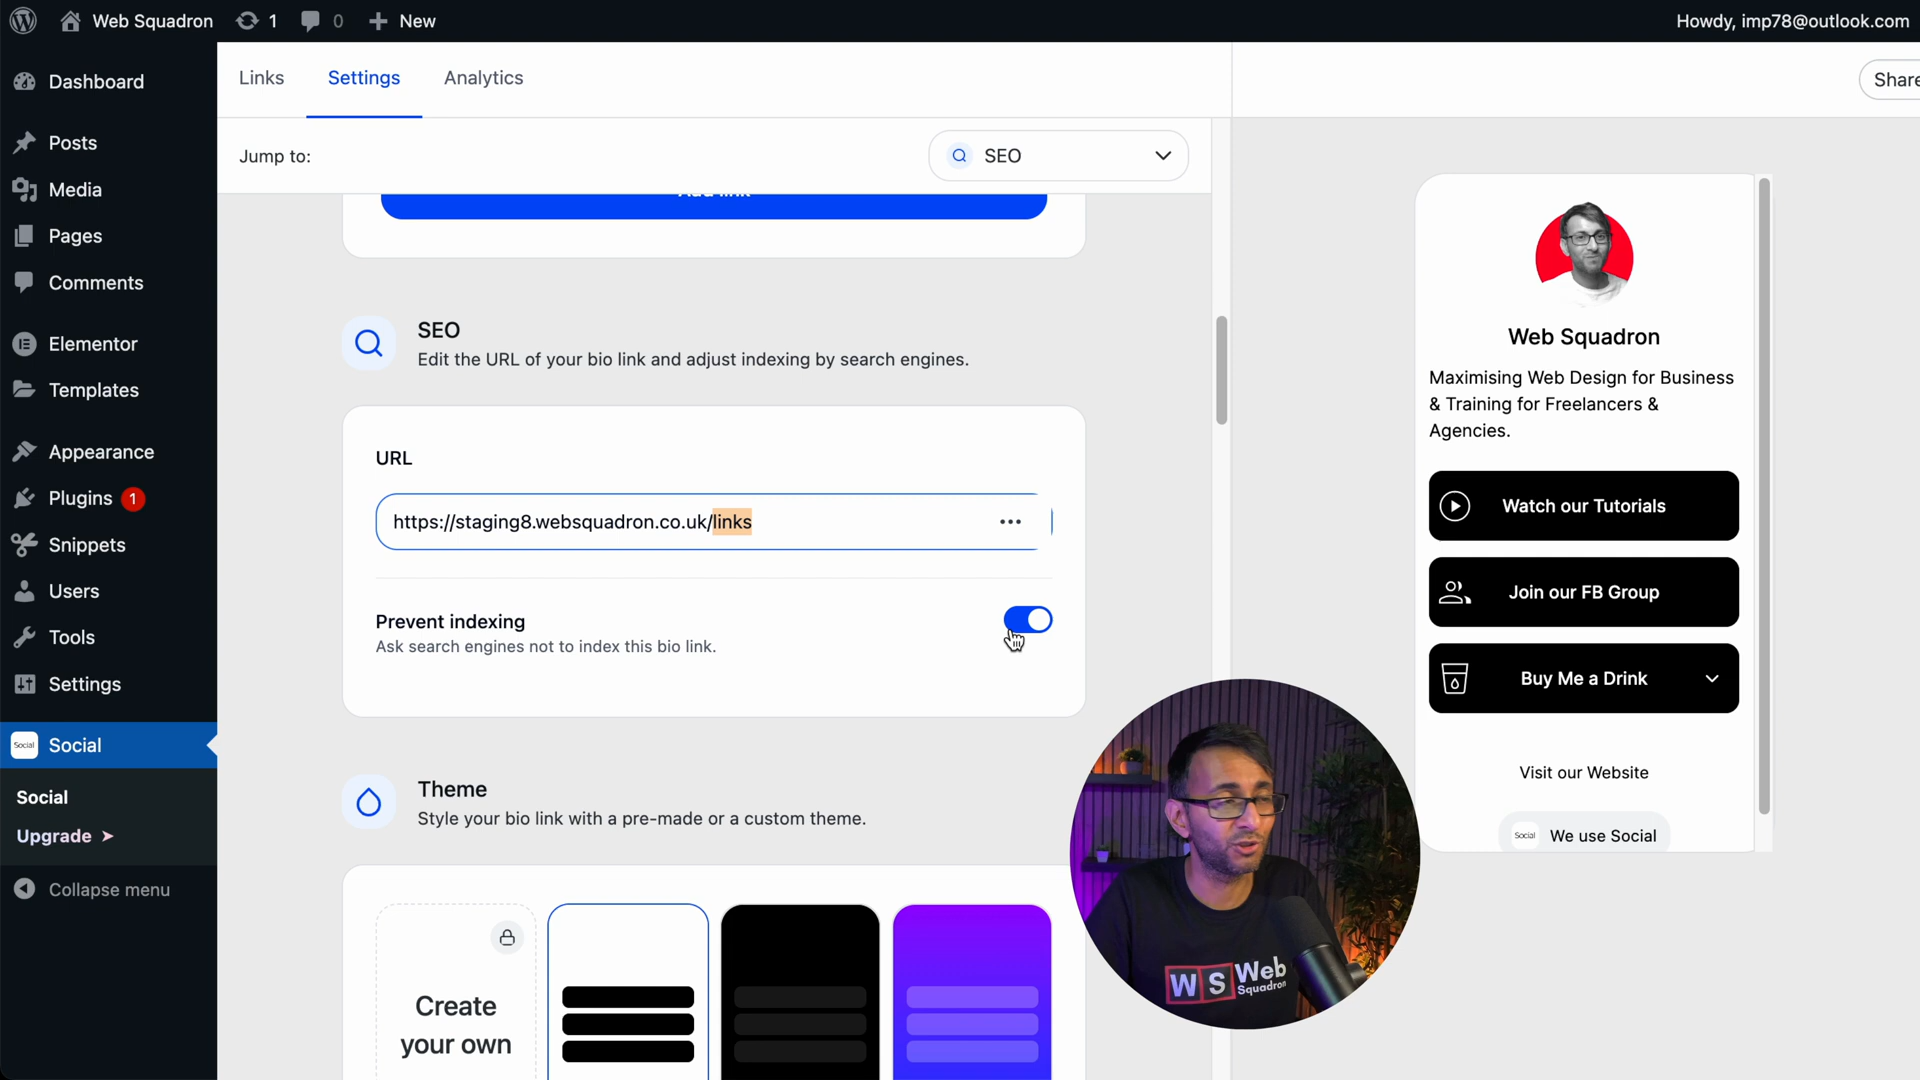 Web Squadron 1 0 New
Howdy, imp78@outlook.com
Dashboard
Posts
Media
Pages
Comments
Elementor
Templates
Appearance
Plugins 1
Snippets
Users
Tools
Settings
Social Social
Social
Upgrade ➤
Collapse menu
Links Settings Analytics
Share
Jump to:
SEO
Add link
SEO
Edit the URL of your bio link and adjust indexing by search engines.
URL
https://staging8.websquadron.co.uk/links
Prevent indexing
Ask search engines not to index this bio link.
Theme
Style your bio link with a pre-made or a custom theme.
Create
your own
Web Squadron
Maximising Web Design for Business
& Training for Freelancers &
Agencies.
Watch our Tutorials
Join our FB Group
Buy Me a Drink
Visit our Website
Social We use Social
WS Web
Squadron